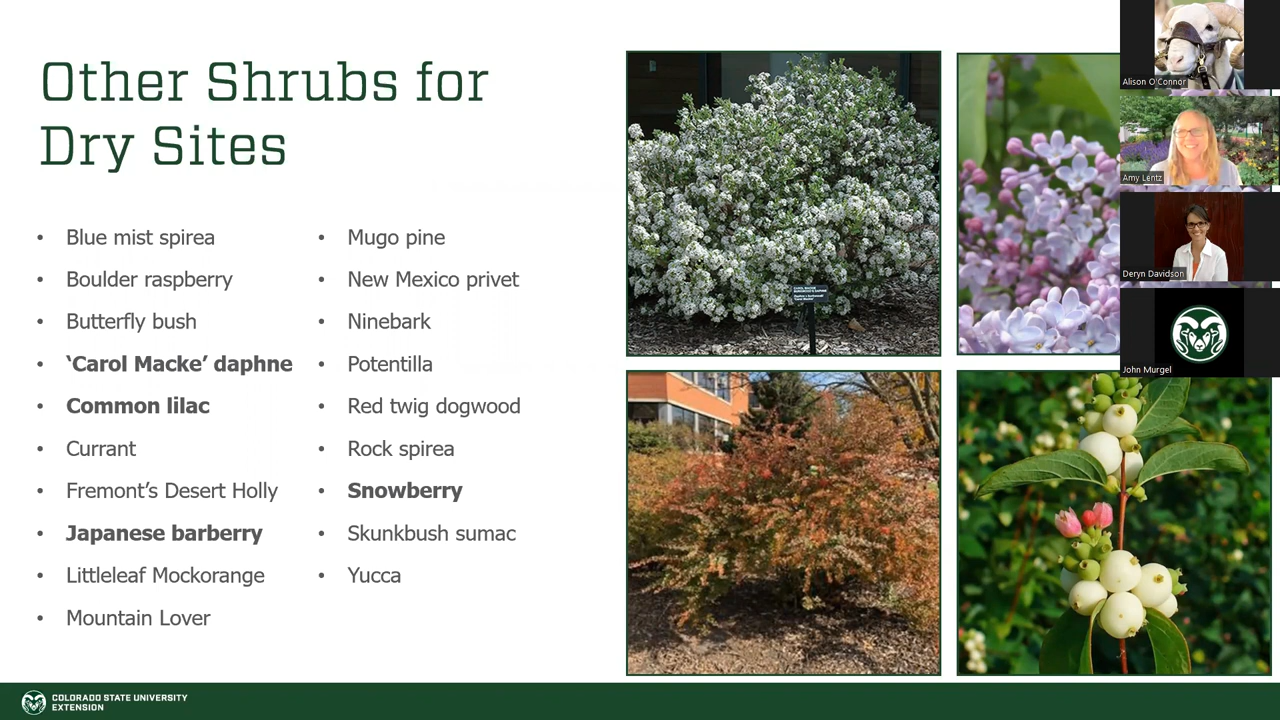 Other Shrubs for
Dry Sites
• Blue mist spirea
• Boulder raspberry
• Butterfly bush
• ‘Carol Macke’ daphne
• Common lilac
• Currant
• Fremont’s Desert Holly
• Japanese barberry
• Littleleaf Mockorange
• Mountain Lover
• Mugo pine
• New Mexico privet
• Ninebark
• Potentilla
• Red twig dogwood
• Rock spirea
• Snowberry
• Skunkbush sumac
• Yucca
Alison O'Connor
Amy Lentz
Deryn Davidson
John Murgel
COLORADO STATE UNIVERSITY
EXTENSION